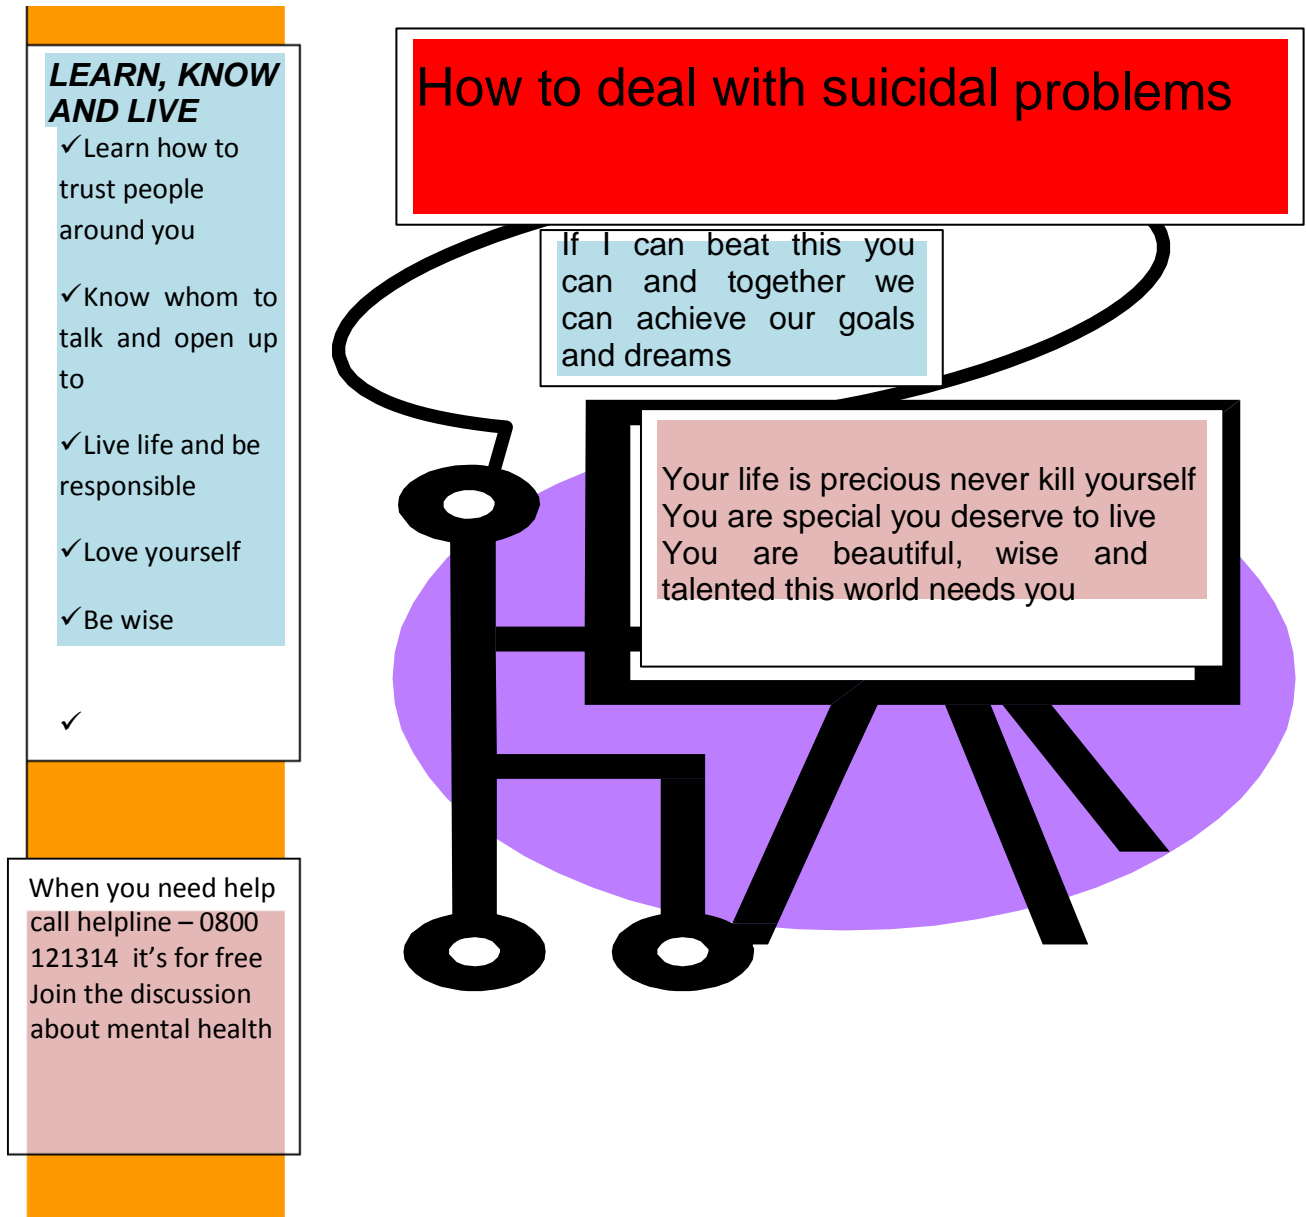 LEARN, KNOW
AND LIVE
✓Learn how to
trust people
around you
✓Know whom to
talk and open up
to
✓Live life and be
responsible
✓Love yourself
✓Be wise
✓
When you need help
call helpline – 0800
121314 it’s for free
Join the discussion
about mental health
How to deal with suicidal problems
If I can beat this you
can and together we
can achieve our goals
and dreams
Your life is precious never kill yourself
You are special you deserve to live
You are beautiful, wise and
talented this world needs you